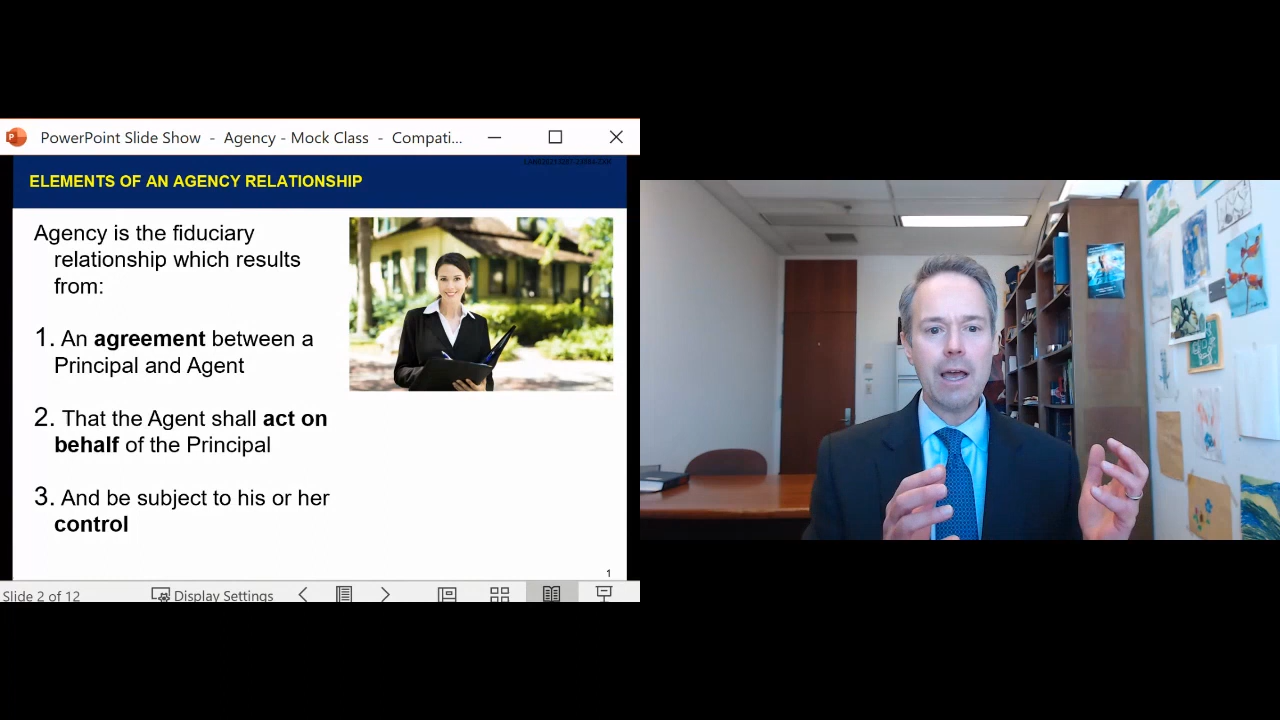 PowerPoint Slide Show - Agency - Mock Class - Compati...
ELEMENTS OF AN AGENCY RELATIONSHIP
Agency is the fiduciary
relationship which results
from:
1. An agreement between a
Principal and Agent
2. That the Agent shall act on
behalf of the Principal
3. And be subject to his or her
control
1
Slide 2 of 12
Display Settings